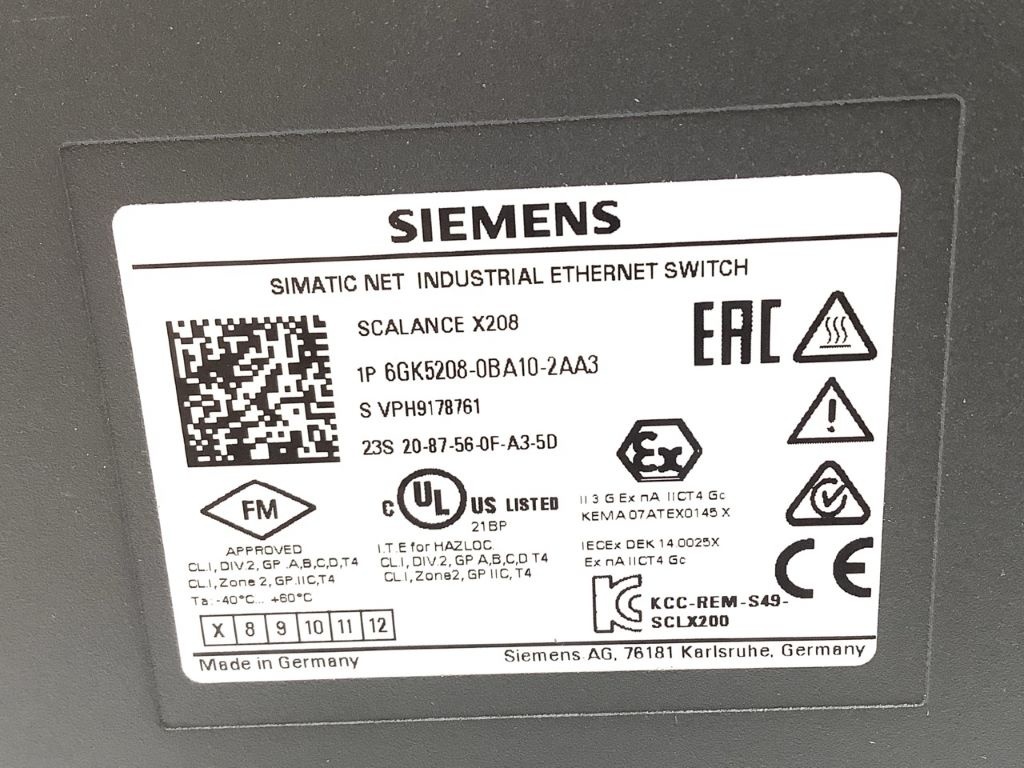 SIEMENS
SIMATIC NET INDUSTRIAL ETHERNET SWITCH
SCALANCE X208
1P 6GK5208-0BA10-2AA3
S VPH9178761
23S 20-87-56-0F-A3-5D
EAC
Ex
FM
APPROVED
CL.I, DIV.2, GP .A,B,C,D,T4
CL.I, Zone 2, GP.IIC,T4
Ta: -40°C... +60°C
C UL US LISTED
21BP
I.T.E for HAZLOC
CL.I, DIV.2, GP A,B,C,D T4
CL.I, Zone2, GP IIC, T4
II 3 G Ex nA IICT4 Gc
KEMA 07ATEX0145 X
IECEx DEK 14.0025X
Ex nA IICT4 Gc
CE
KC KCC-REM-S49-
SCLX200
X 8 9 10 11 12
Made in Germany
Siemens AG, 76181 Karlsruhe, Germany